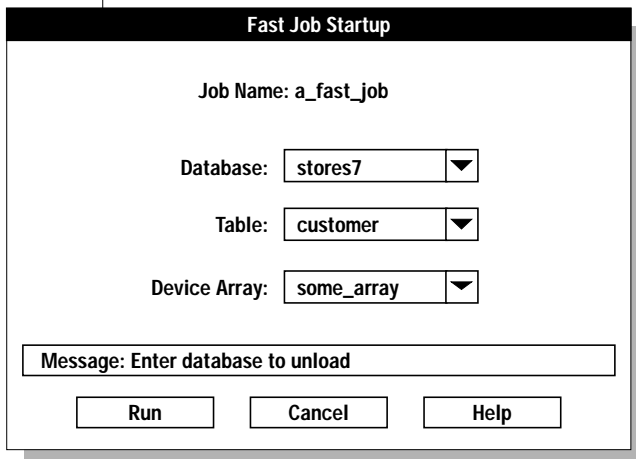 Fast Job Startup
Job Name: a_fast_job
Database: stores7
Table: customer
Device Array: some_array
Message: Enter database to unload
Run Cancel Help